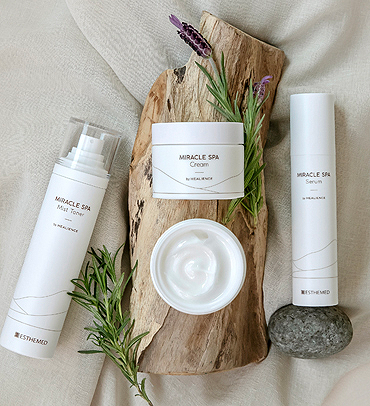 MIRACLE SPA
Mist Toner
by HEALIENCE
ESTHEMED
MIRACLE SPA
Cream
by HEALIENCE
MIRACLE SPA
Serum
by HEALIENCE
ESTHEMED